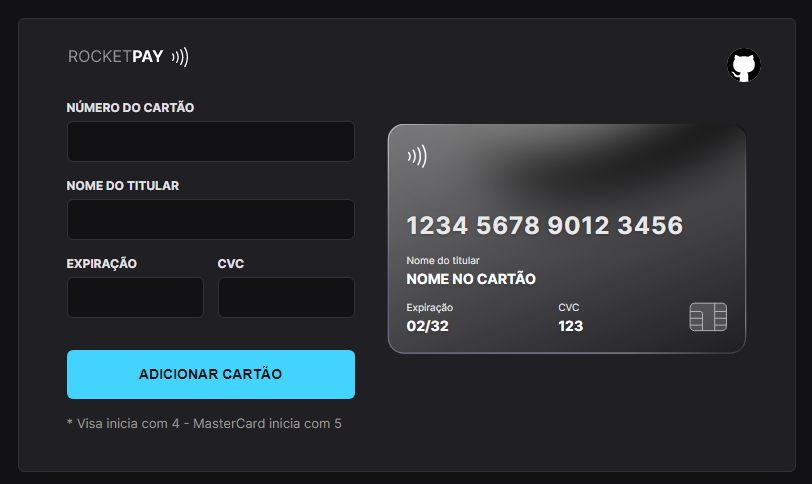 ROCKETPAY
NÚMERO DO CARTÃO
NOME DO TITULAR
EXPIRAÇÃO CVC
ADICIONAR CARTÃO
* Visa inicia com 4 - MasterCard inicia com 5
1234 5678 9012 3456
Nome do titular
NOME NO CARTÃO
Expiração CVC
02/32 123